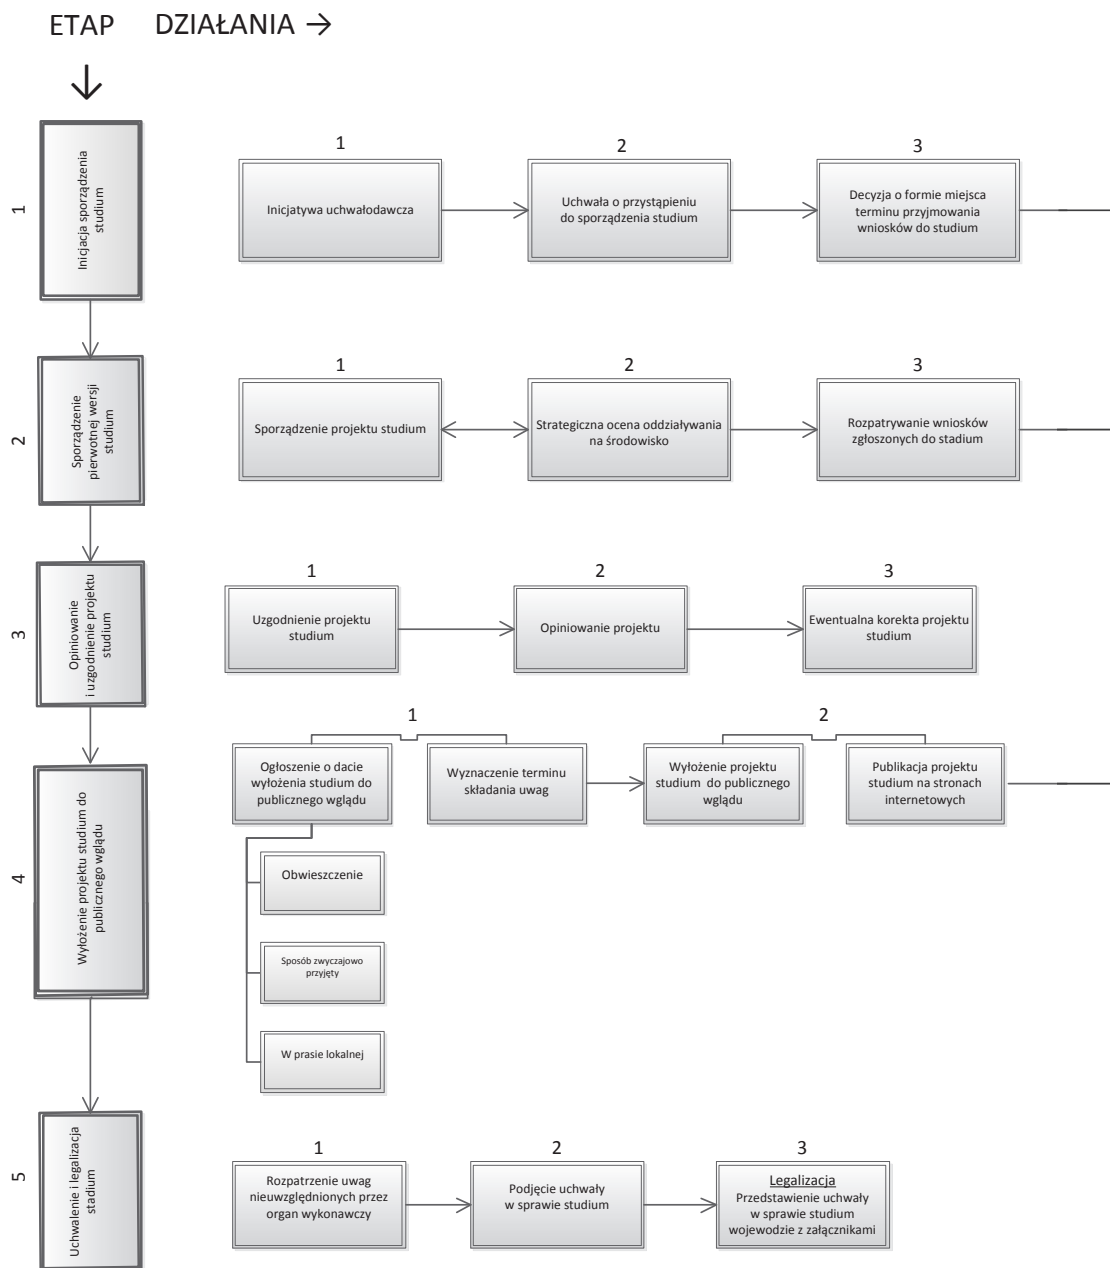 ETAP DZIAŁANIA →
1
Inicjacja sporządzenia
studium
1
Inicjatywa uchwałodawcza
2
Uchwała o przystąpieniu
do sporządzenia studium
3
Decyzja o formie miejsca
terminu przyjmowania
wniosków do studium
2
Sporządzenie
pierwotnej wersji
studium
1
Sporządzenie projektu studium
2
Strategiczna ocena oddziaływania
na środowisko
3
Rozpatrywanie wniosków
zgłoszonych do stadium
3
Opiniowanie
i uzgodnienie projektu
studium
1
Uzgodnienie projektu
studium
2
Opiniowanie projektu
3
Ewentualna korekta projektu
studium
4
Wyłożenie projektu studium do
publicznego wglądu
1
Ogłoszenie o dacie
wyłożenia studium do
publicznego wglądu
Wyznaczenie terminu
składania uwag
2
Wyłożenie projektu
studium do publicznego
wglądu
Publikacja projektu
studium na stronach
internetowych
Obwieszczenie
Sposób zwyczajowo
przyjęty
W prasie lokalnej
5
Uchwalenie i legalizacja
stadium
1
Rozpatrzenie uwag
nieuwzględnionych przez
organ wykonawczy
2
Podjęcie uchwały
w sprawie studium
3
Legalizacja
Przedstawienie uchwały
w sprawie studium
wojewodzie z załącznikami